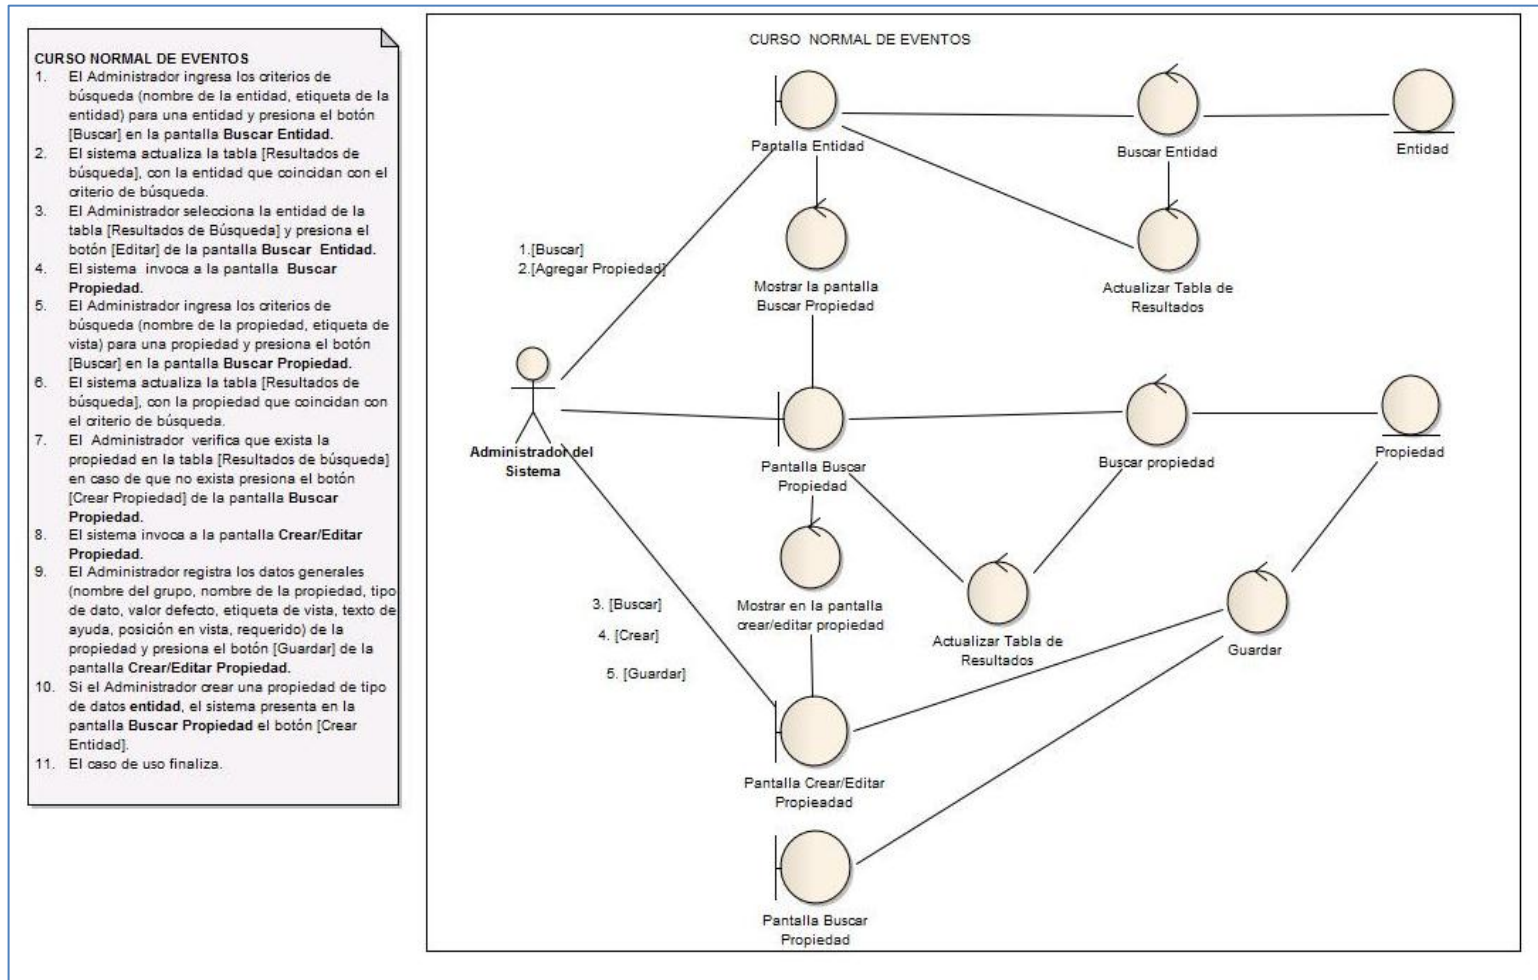 CURSO NORMAL DE EVENTOS
1. El Administrador ingresa los criterios de
búsqueda (nombre de la entidad, etiqueta de la
entidad) para una entidad y presiona el botón
[Buscar] en la pantalla Buscar Entidad.
2. El sistema actualiza la tabla [Resultados de
búsqueda], con la entidad que coincidan con el
criterio de búsqueda.
3. El Administrador selecciona la entidad de la
tabla [Resultados de Búsqueda] y presiona el
botón [Editar] de la pantalla Buscar Entidad.
4. El sistema invoca a la pantalla Buscar
Propiedad.
5. El Administrador ingresa los criterios de
búsqueda (nombre de la propiedad, etiqueta de
vista) para una propiedad y presiona el botón
[Buscar] en la pantalla Buscar Propiedad.
6. El sistema actualiza la tabla [Resultados de
búsqueda], con la propiedad que coincidan con
el criterio de búsqueda.
7. El Administrador verifica que exista la
propiedad en la tabla [Resultados de búsqueda]
en caso de que no exista presiona el botón
[Crear Propiedad] de la pantalla Buscar
Propiedad.
8. El sistema invoca a la pantalla Crear/Editar
Propiedad.
9. El Administrador registra los datos generales
(nombre del grupo, nombre de la propiedad, tipo
de dato, valor defecto, etiqueta de vista, texto de
ayuda, posición en vista, requerido) de la
propiedad y presiona el botón [Guardar] de la
pantalla Crear/Editar Propiedad.
10. Si el Administrador crear una propiedad de tipo
de datos entidad, el sistema presenta en la
pantalla Buscar Propiedad el botón [Crear
Entidad].
11. El caso de uso finaliza.
CURSO NORMAL DE EVENTOS
Pantalla Entidad
Buscar Entidad
Entidad
1.[Buscar]
2.[Agregar Propiedad]
Mostrar la pantalla
Buscar Propiedad
Actualizar Tabla de
Resultados
Administrador del
Sistema
Pantalla Buscar
Propiedad
Buscar propiedad
Propiedad
3. [Buscar]
4. [Crear]
5. [Guardar]
Mostrar en la pantalla
crear/editar propiedad
Actualizar Tabla de
Resultados
Guardar
Pantalla Crear/Editar
Propieadad
Pantalla Buscar
Propiedad